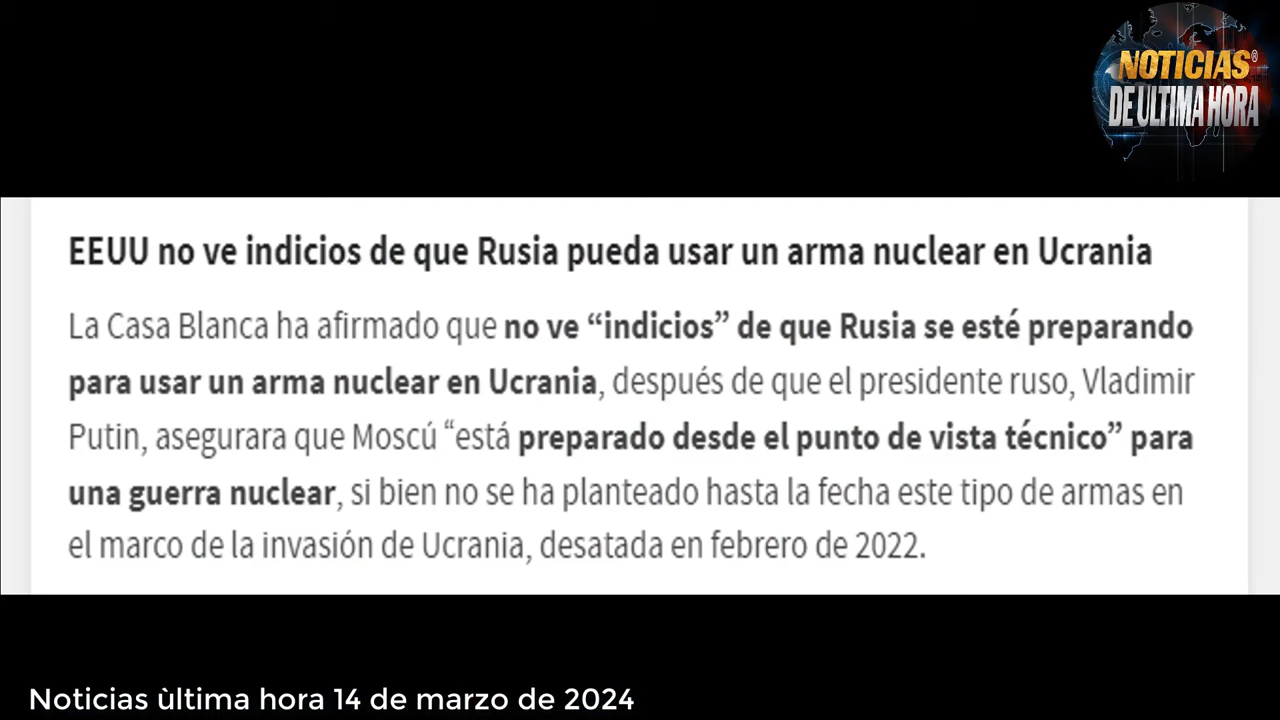 NOTICIAS®
DE ULTIMA HORA
EEUU no ve indicios de que Rusia pueda usar un arma nuclear en Ucrania
La Casa Blanca ha afirmado que no ve “indicios” de que Rusia se esté preparando
para usar un arma nuclear en Ucrania, después de que el presidente ruso, Vladimir
Putin, asegurara que Moscú “está preparado desde el punto de vista técnico” para
una guerra nuclear, si bien no se ha planteado hasta la fecha este tipo de armas en
el marco de la invasión de Ucrania, desatada en febrero de 2022.
Noticias ùltima hora 14 de marzo de 2024